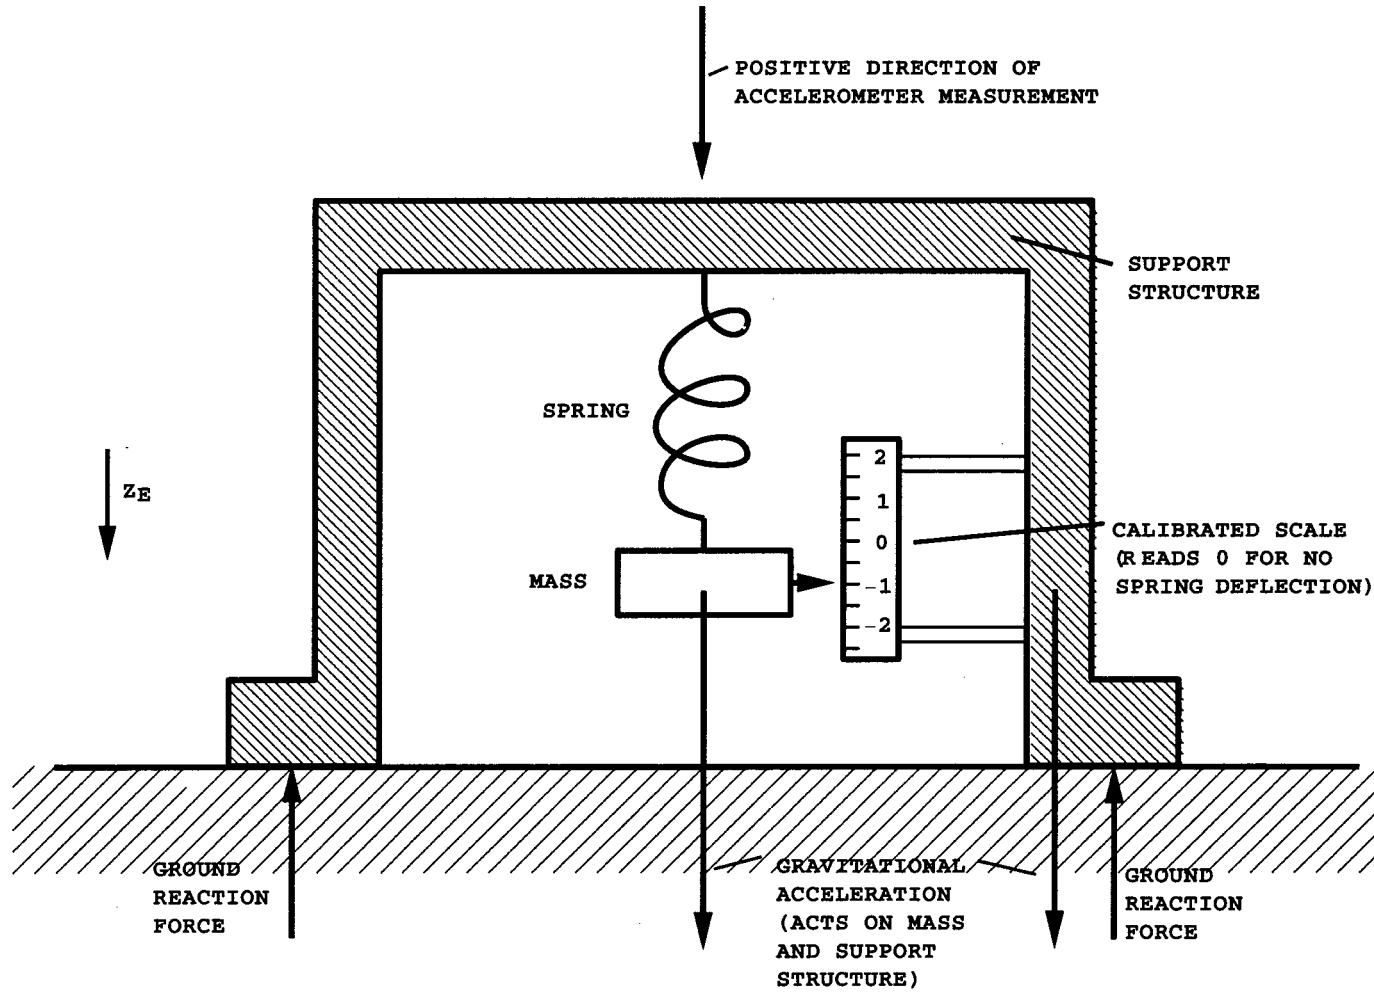 POSITIVE DIRECTION OF
ACCELEROMETER MEASUREMENT
SUPPORT
STRUCTURE
SPRING
ZE
2
1
0
-1
-2
CALIBRATED SCALE
(READS 0 FOR NO
SPRING DEFLECTION)
MASS
GROUND
REACTION
FORCE
GRAVITATIONAL
ACCELERATION
(ACTS ON MASS
AND SUPPORT
STRUCTURE)
GROUND
REACTION
FORCE